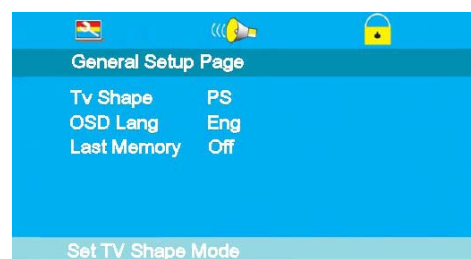 General Setup Page
Tv Shape PS
OSD Lang Eng
Last Memory Off
Set TV Shape Mode